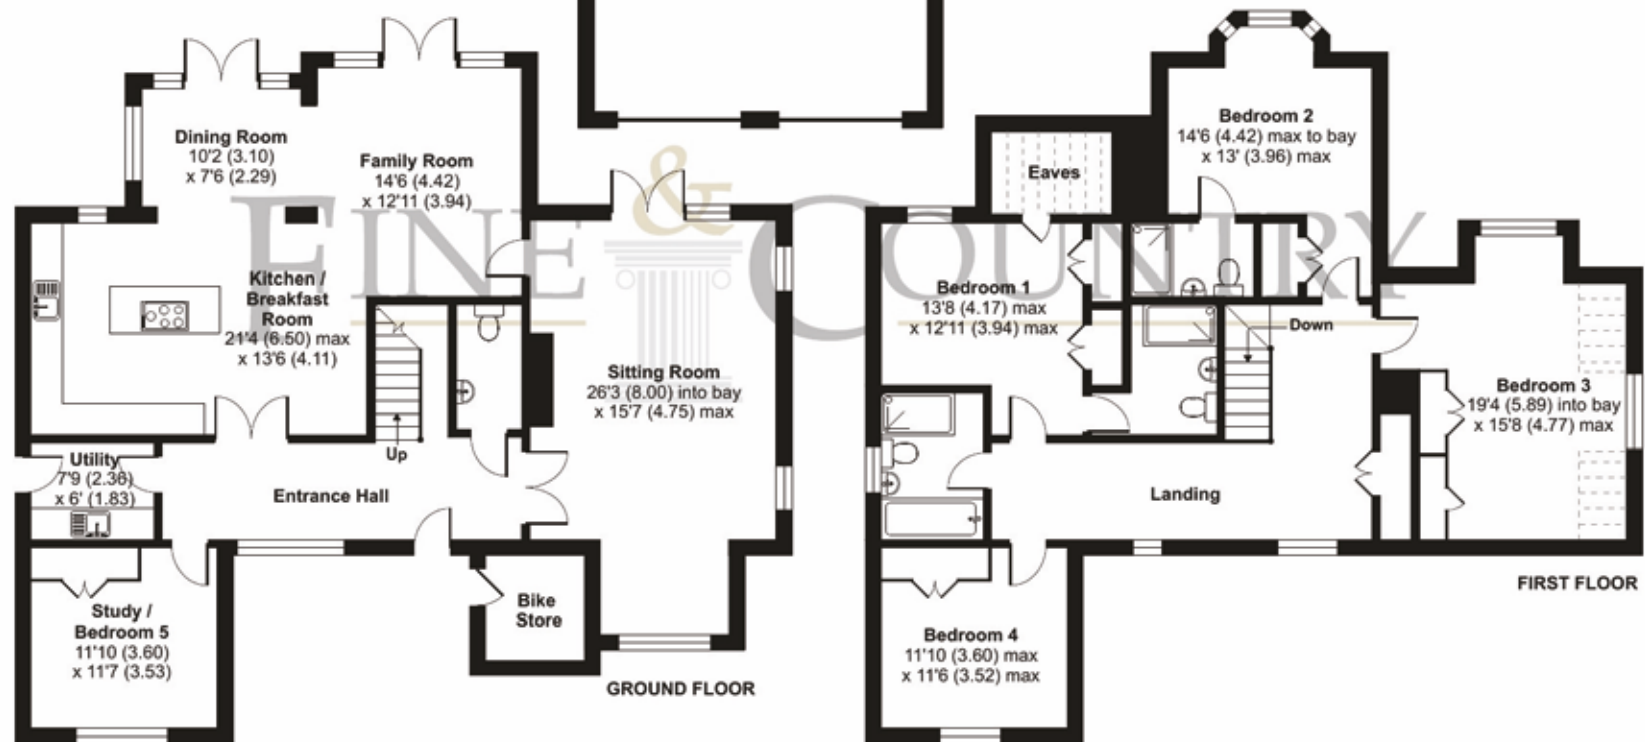 Dining Room
10'2 (3.10)
x 7'6 (2.29)
Family Room
14'6 (4.42)
x 12'11 (3.94)
Kitchen /
Breakfast
Room
21'4 (6.50) max
x 13'6 (4.11)
Sitting Room
26'3 (8.00) into bay
x 15'7 (4.75) max
Up
Utility
7'9 (2.36)
x 6' (1.83)
Entrance Hall
Study /
Bedroom 5
11'10 (3.60)
x 11'7 (3.53)
Bike
Store
GROUND FLOOR
FINE & COUNTRY
Eaves
Bedroom 2
14'6 (4.42) max to bay
x 13' (3.96) max
Bedroom 1
13'8 (4.17) max
x 12'11 (3.94) max
Down
Bedroom 3
19'4 (5.89) into bay
x 15'8 (4.77) max
Landing
Bedroom 4
11'10 (3.60) max
x 11'6 (3.52) max
FIRST FLOOR